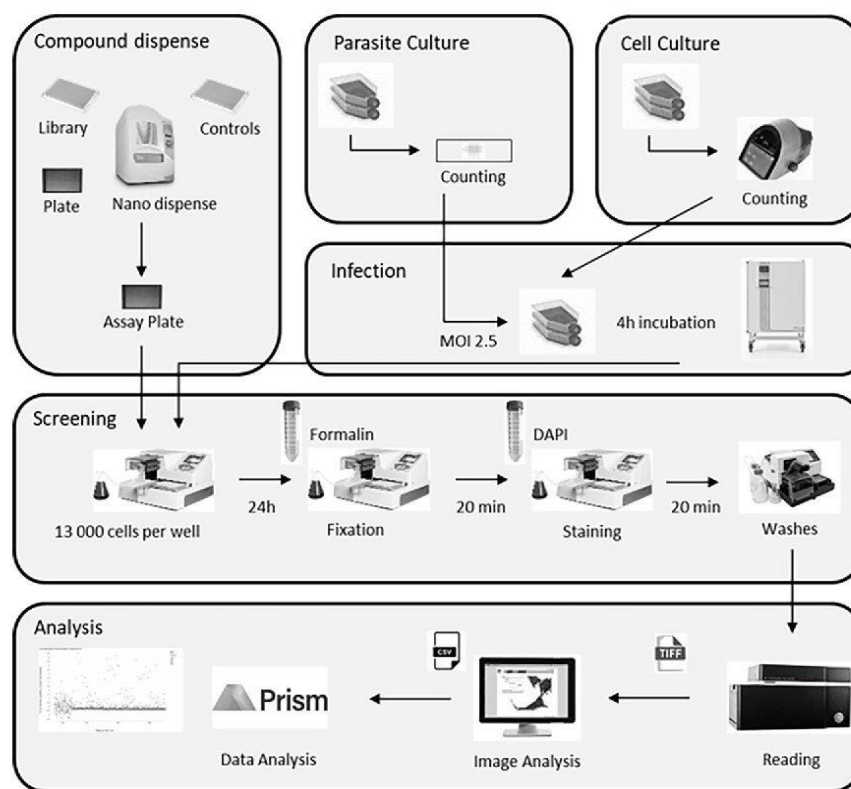 Compound dispense
Library
Controls
Plate
Nano dispense
Assay Plate
Parasite Culture
Counting
Cell Culture
Counting
Infection
MOI 2.5
4h incubation
Screening
Formalin
DAPI
13 000 cells per well
24h
Fixation
20 min
Staining
20 min
Washes
Analysis
CSV
TIFF
Prism
Data Analysis
Image Analysis
Reading